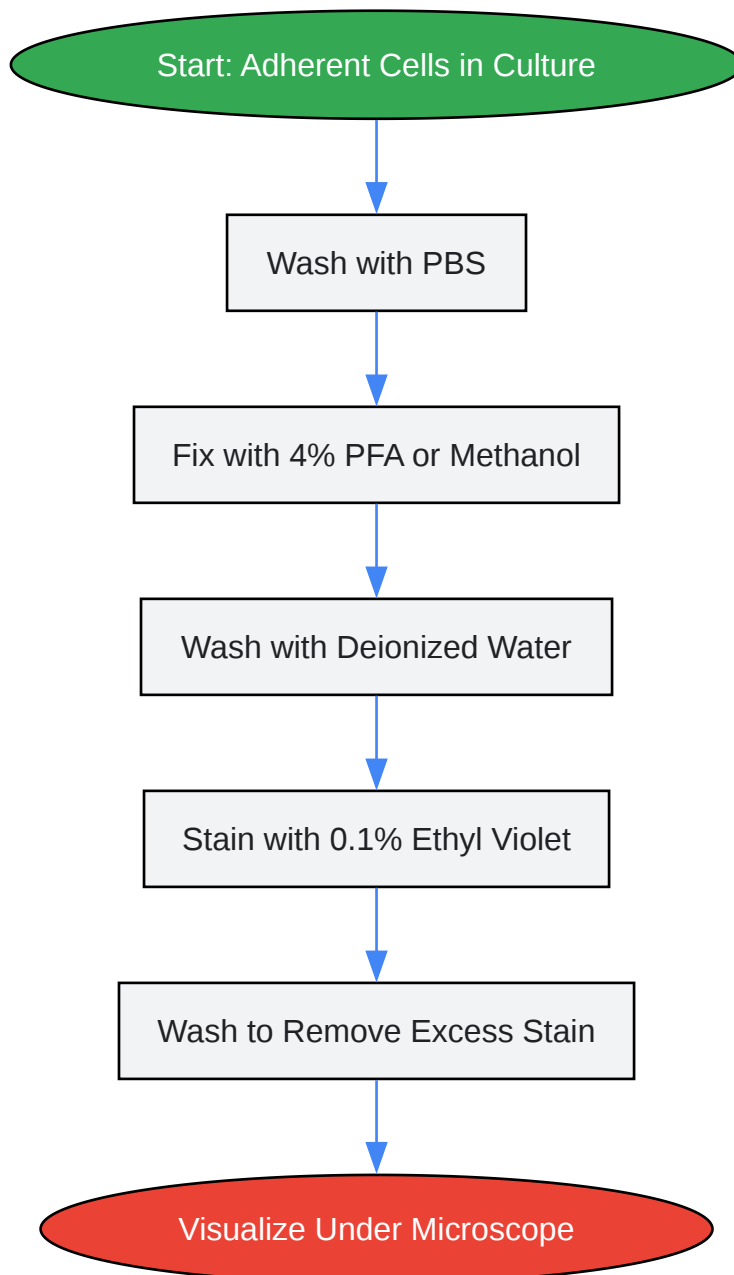 Start: Adherent Cells in Culture
Wash with PBS
Fix with 4% PFA or Methanol
Wash with Deionized Water
Stain with 0.1% Ethyl Violet
Wash to Remove Excess Stain
Visualize Under Microscope